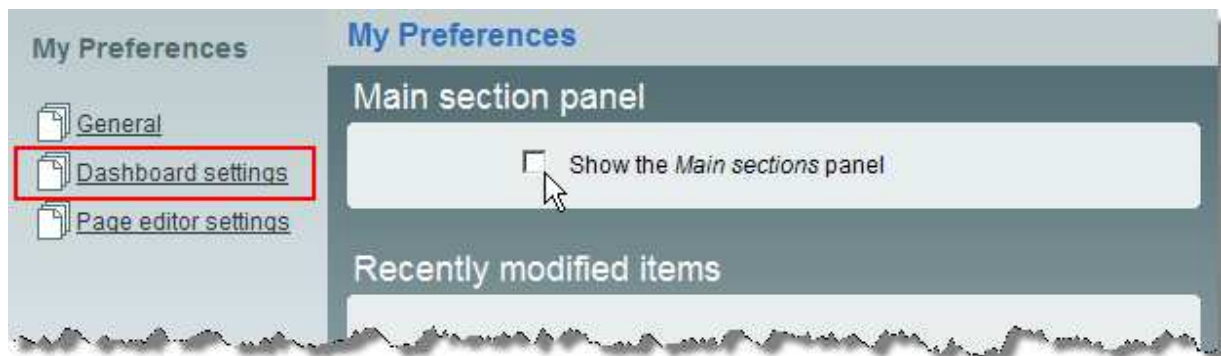 My Preferences
General
Dashboard settings
Page editor settings
My Preferences
Main section panel
Show the Main sections panel
Recently modified items